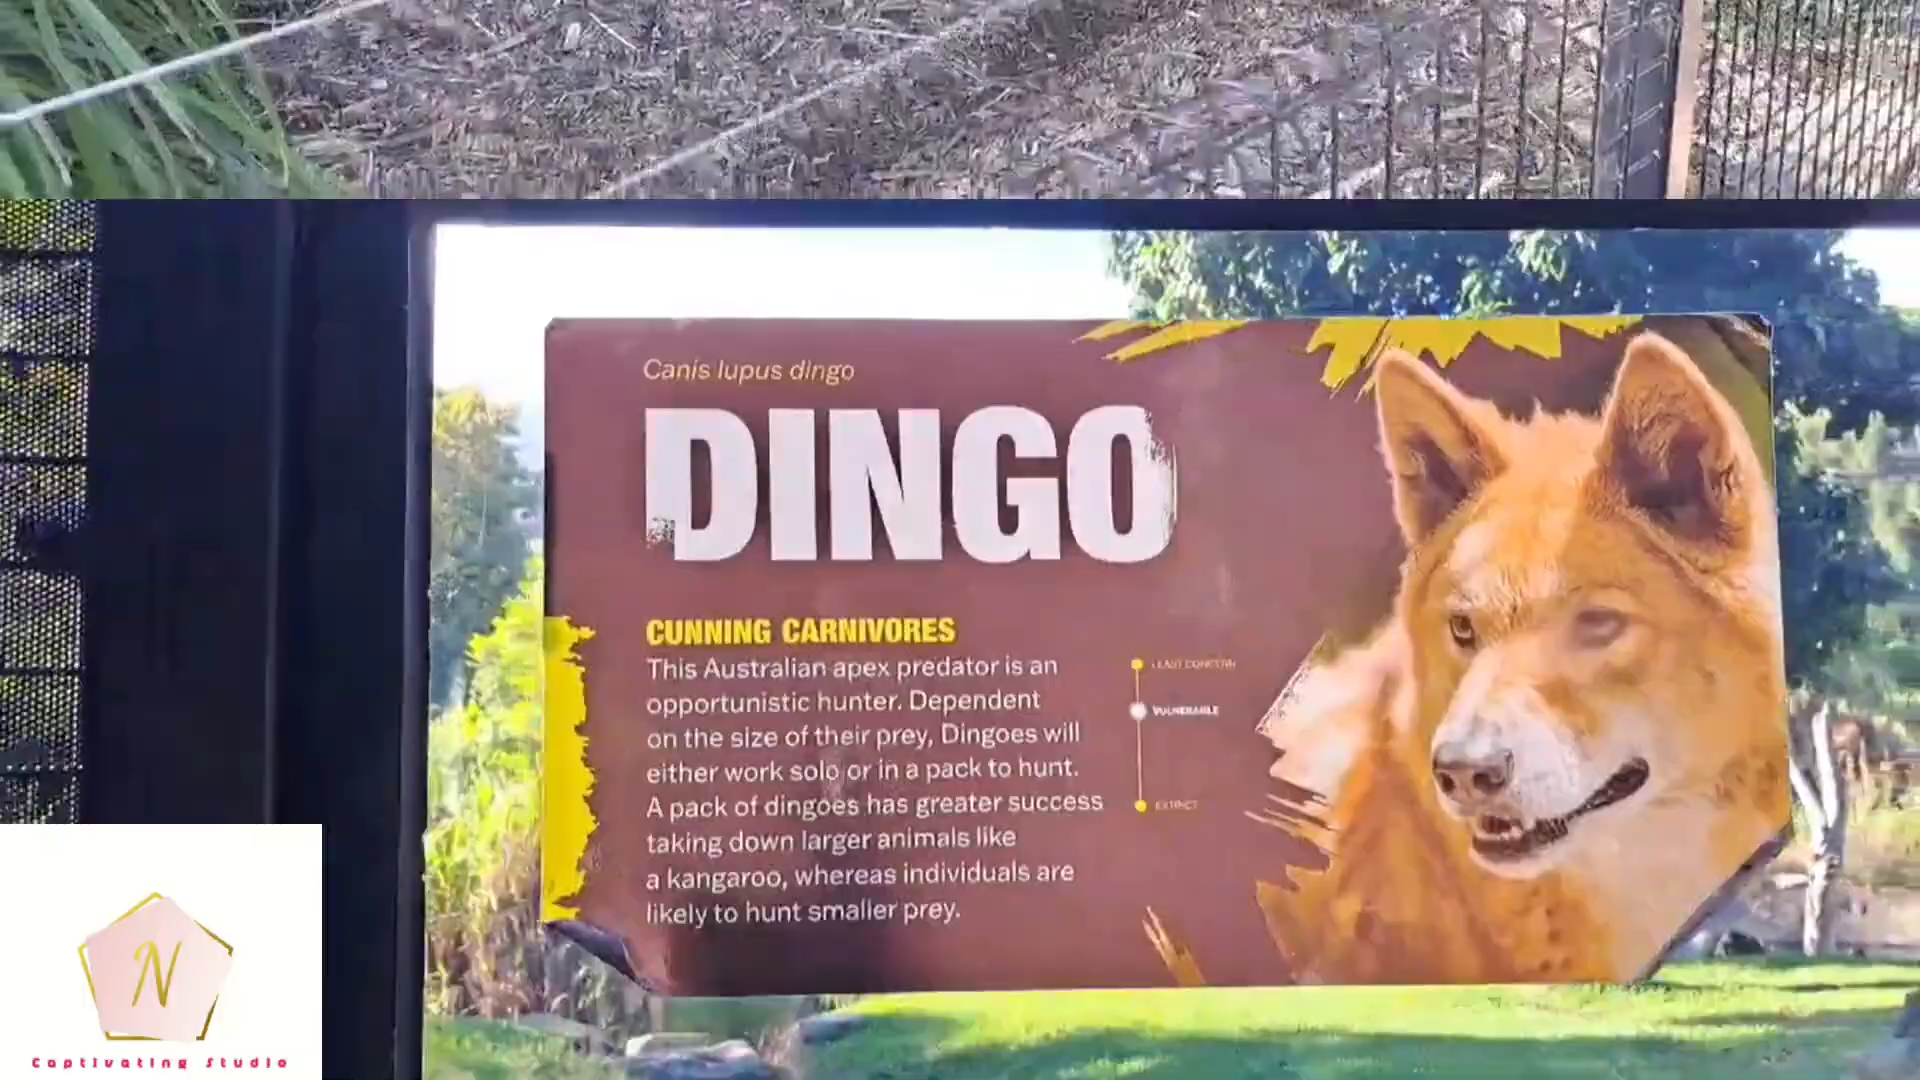 Canis lupus dingo
DINGO
CUNNING CARNIVORES
This Australian apex predator is an
opportunistic hunter. Dependent
on the size of their prey, Dingoes will
either work solo or in a pack to hunt.
A pack of dingoes has greater success
taking down larger animals like
a kangaroo, whereas individuals are
likely to hunt smaller prey.
LEAST CONCERN
VULNERABLE
EXTINCT
N
Captivating Studio